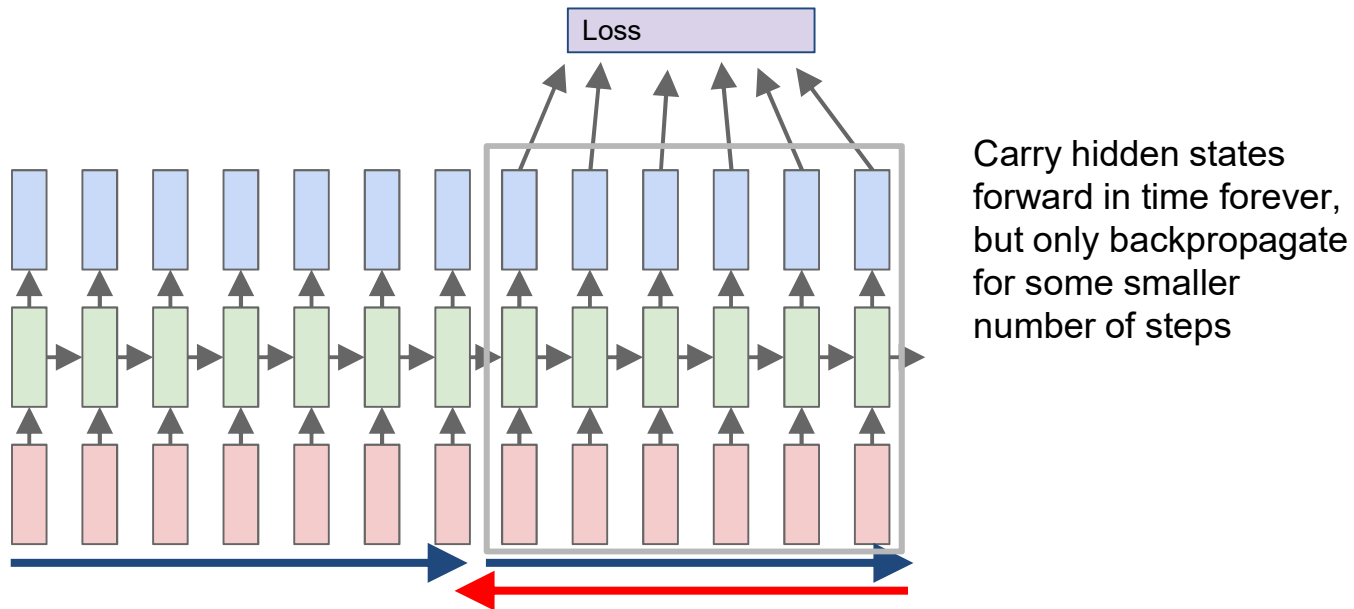 Loss
Carry hidden states
forward in time forever,
but only backpropagate
for some smaller
number of steps